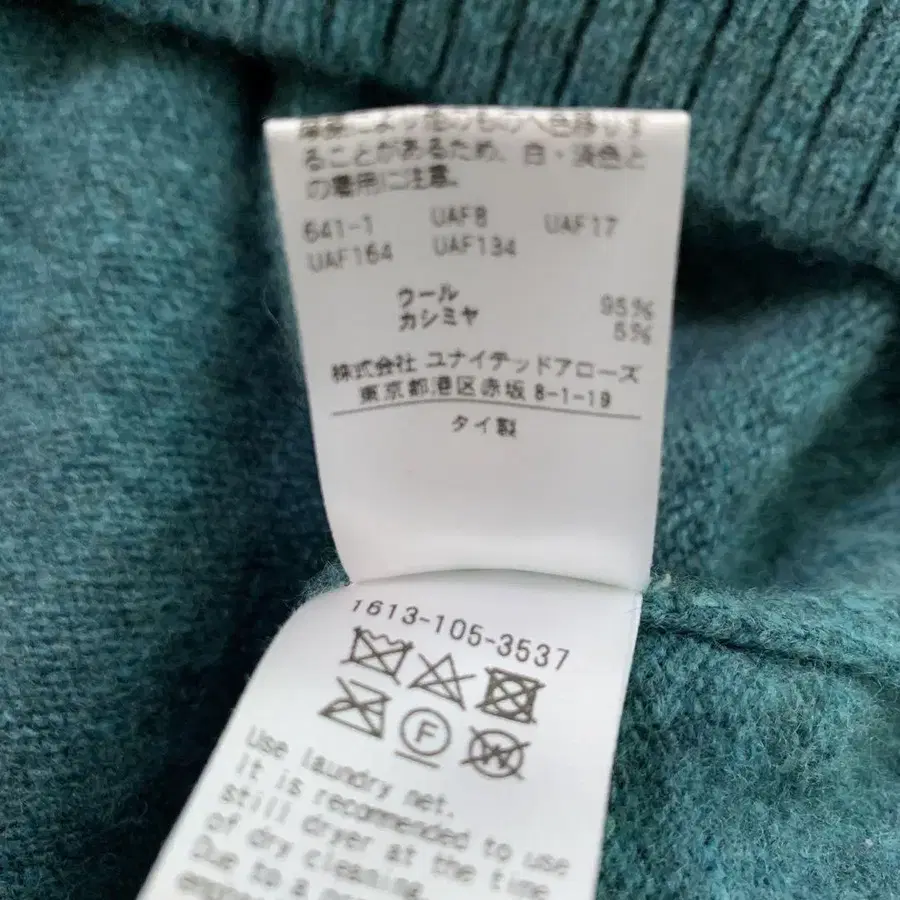 ることがあるため、白・淡色と
の着用に注意。
641-1 UAF8 UAF17
UAF164 UAF134
ウール 95%
カシミヤ 5%
株式会社 ユナイテッドアローズ
東京都港区赤坂 8-1-19
タイ製
1613-105-3537
F
W
Use laundry net.
It is recommended to use
still dryer at the time
of dry cleaning.
Due to a